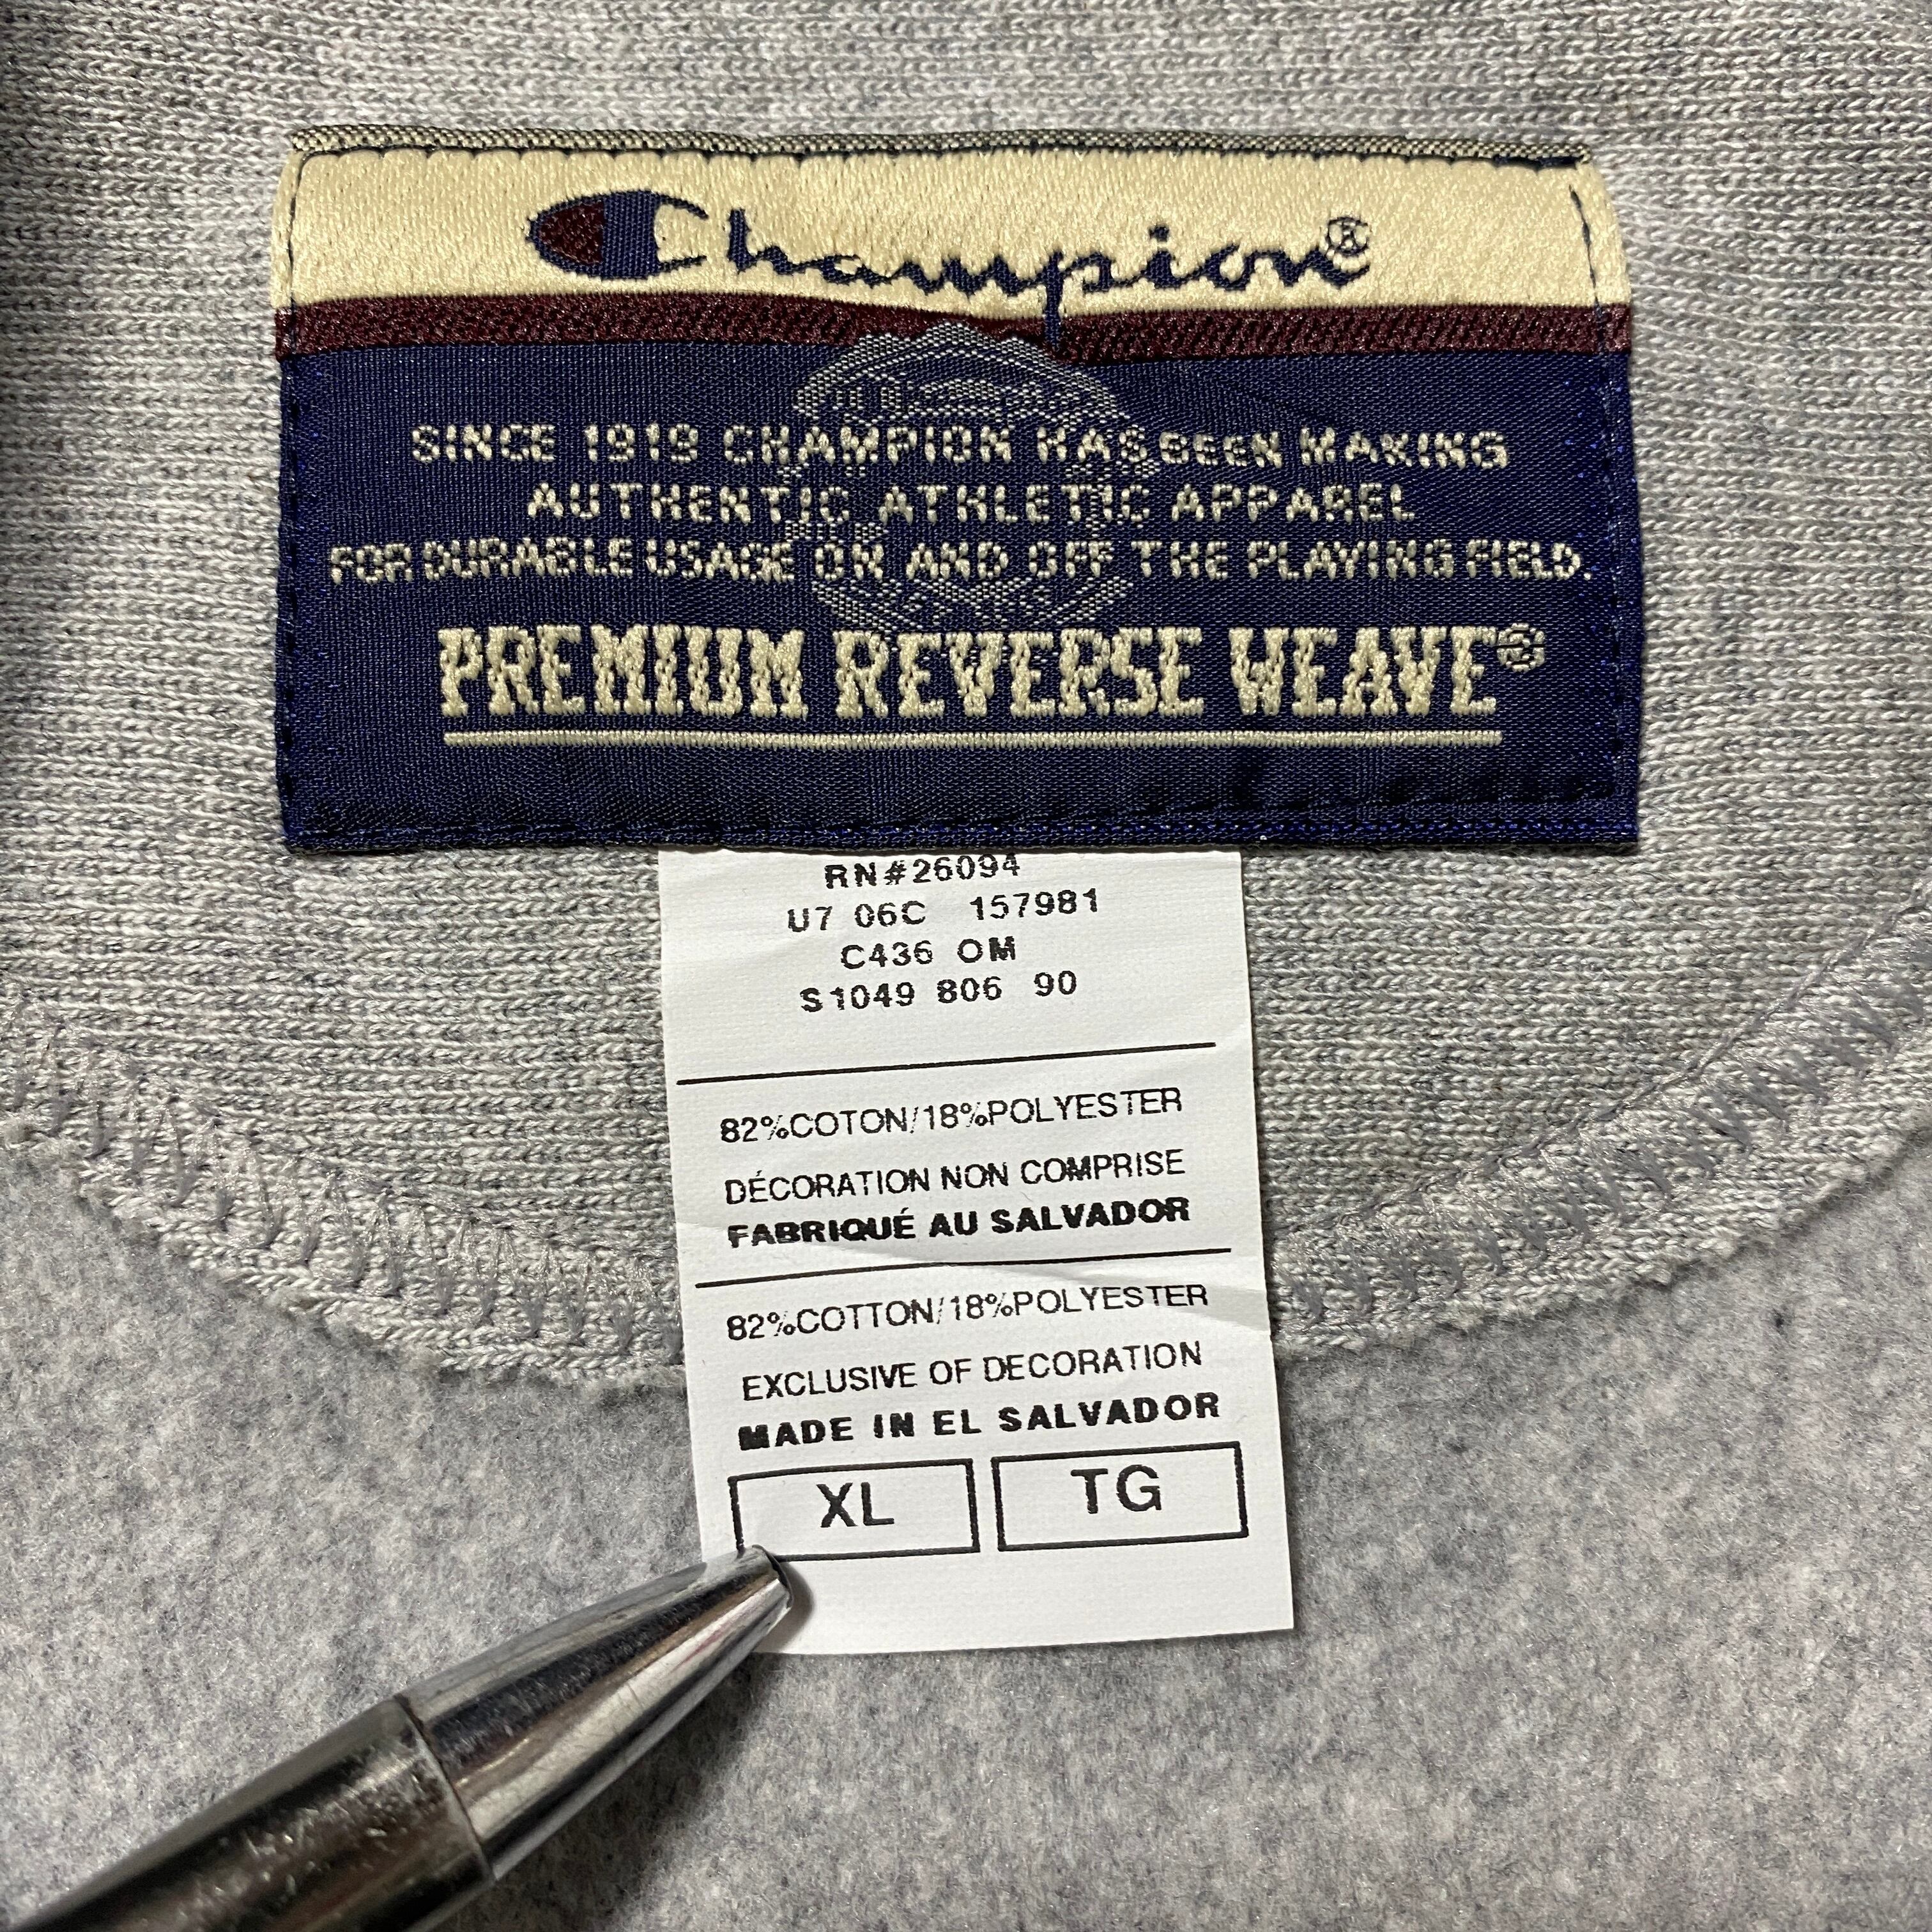 Champion®
SINCE 1919 CHAMPION HAS BEEN MAKING
AUTHENTIC ATHLETIC APPAREL
FOR DURABLE USAGE ON AND OFF THE PLAYING FIELD.
PREMIUM REVERSE WEAVE®
RN#26094
U7 06C 157981
C436 OM
S1049 806 90
82%COTON/18%POLYESTER
DÉCORATION NON COMPRISE
FABRIQUÉ AU SALVADOR
82%COTTON/18%POLYESTER
EXCLUSIVE OF DECORATION
MADE IN EL SALVADOR
XL TG